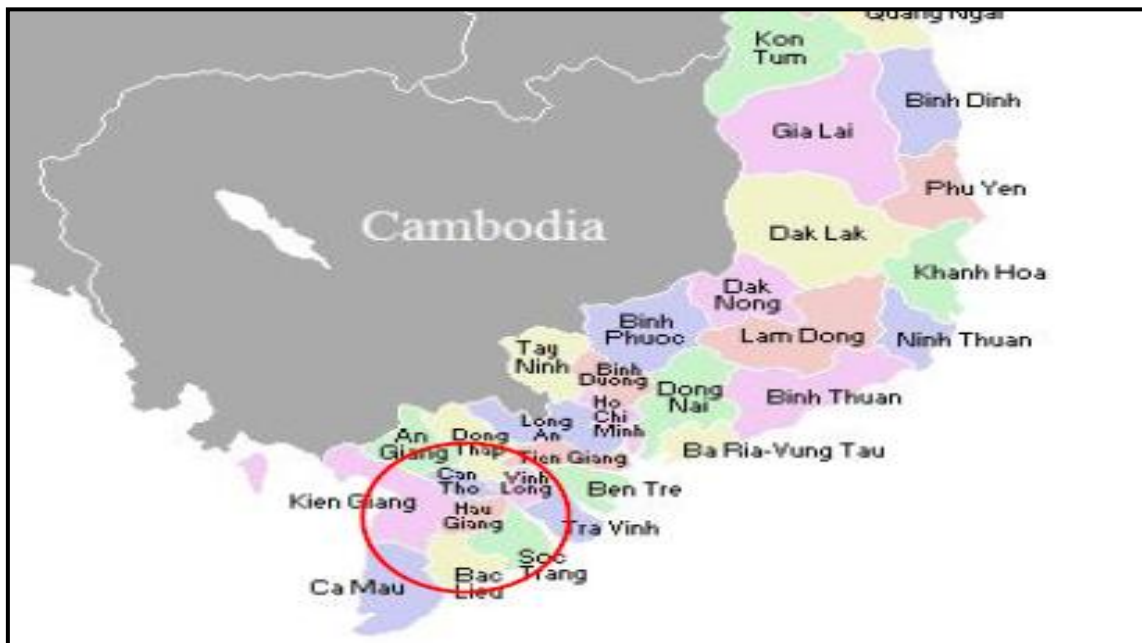 Quang Ngai
Kon
Tum
Binh Dinh
Gia Lai
Phu Yen
Cambodia
Dak Lak
Khanh Hoa
Dak
Nong
Binh
Phuoc
Lam Dong
Ninh Thuan
Tay
Ninh
Binh
Duong
Dong
Nai
Binh Thuan
Ho
Chi
Minh
Long
An
An
Giang
Dong
Thap
Tien Giang
Ba Ria-Vung Tau
Can
Tho
Vinh
Long
Ben Tre
Kien Giang
Hau
Giang
Tra Vinh
Soc
Trang
Bac
Lieu
Ca Mau